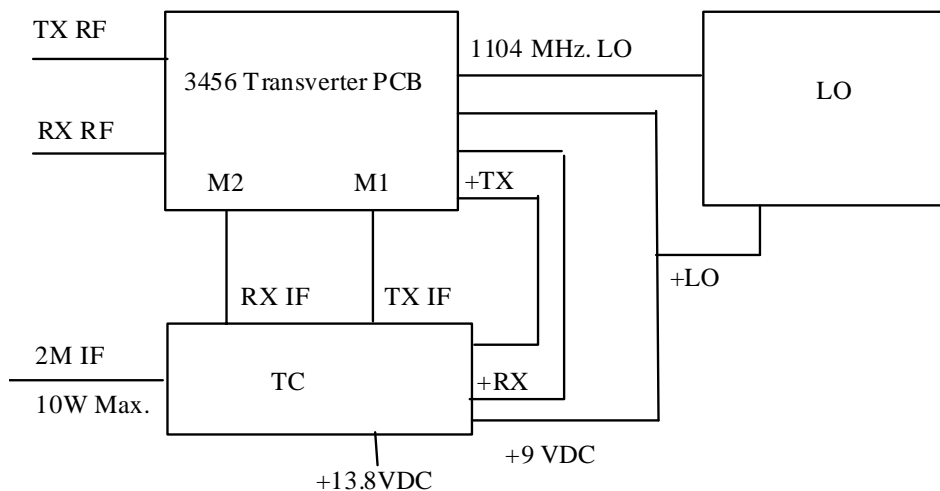 TX RF
1104 MHz. LO
3456 Transverter PCB
LO
RX RF
M2
M1
+TX
+LO
RX IF
TX IF
2M IF
TC
+RX
10W Max.
+9 VDC
+13.8VDC